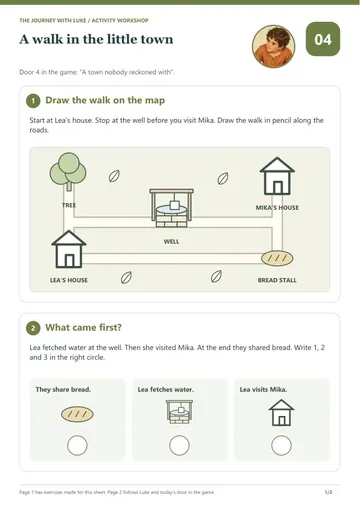 THE JOURNEY WITH LUKE / ACTIVITY WORKSHOP
A walk in the little town
04
Door 4 in the game: "A town nobody reckoned with".
1 Draw the walk on the map
Start at Lea's house. Stop at the well before you visit Mika. Draw the walk in pencil along the
roads.
TREE
MIKA'S HOUSE
WELL
LEA'S HOUSE
BREAD STALL
2 What came first?
Lea fetched water at the well. Then she visited Mika. At the end they shared bread. Write 1, 2
and 3 in the right circle.
They share bread.
Lea fetches water.
Lea visits Mika.
Page 1 has exercises made for this sheet. Page 2 follows Luke and today's door in the game.
1/2